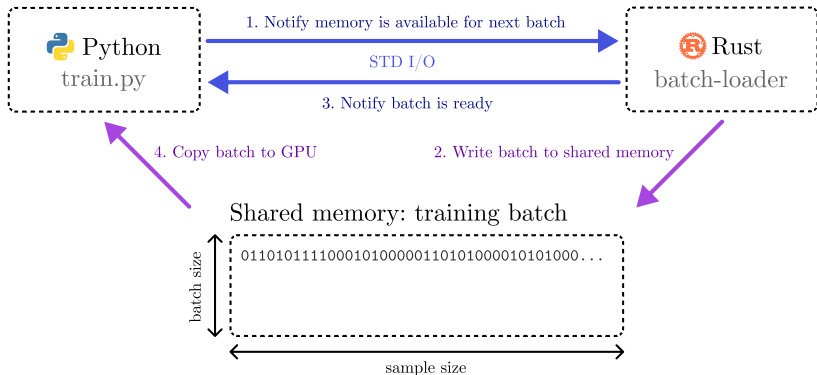 1. Notify memory is available for next batch
Python
train.py
STD I/O
Rust
batch-loader
3. Notify batch is ready
4. Copy batch to GPU
2. Write batch to shared memory
Shared memory: training batch
011010111100010100000110101000010101000...
batch size
sample size